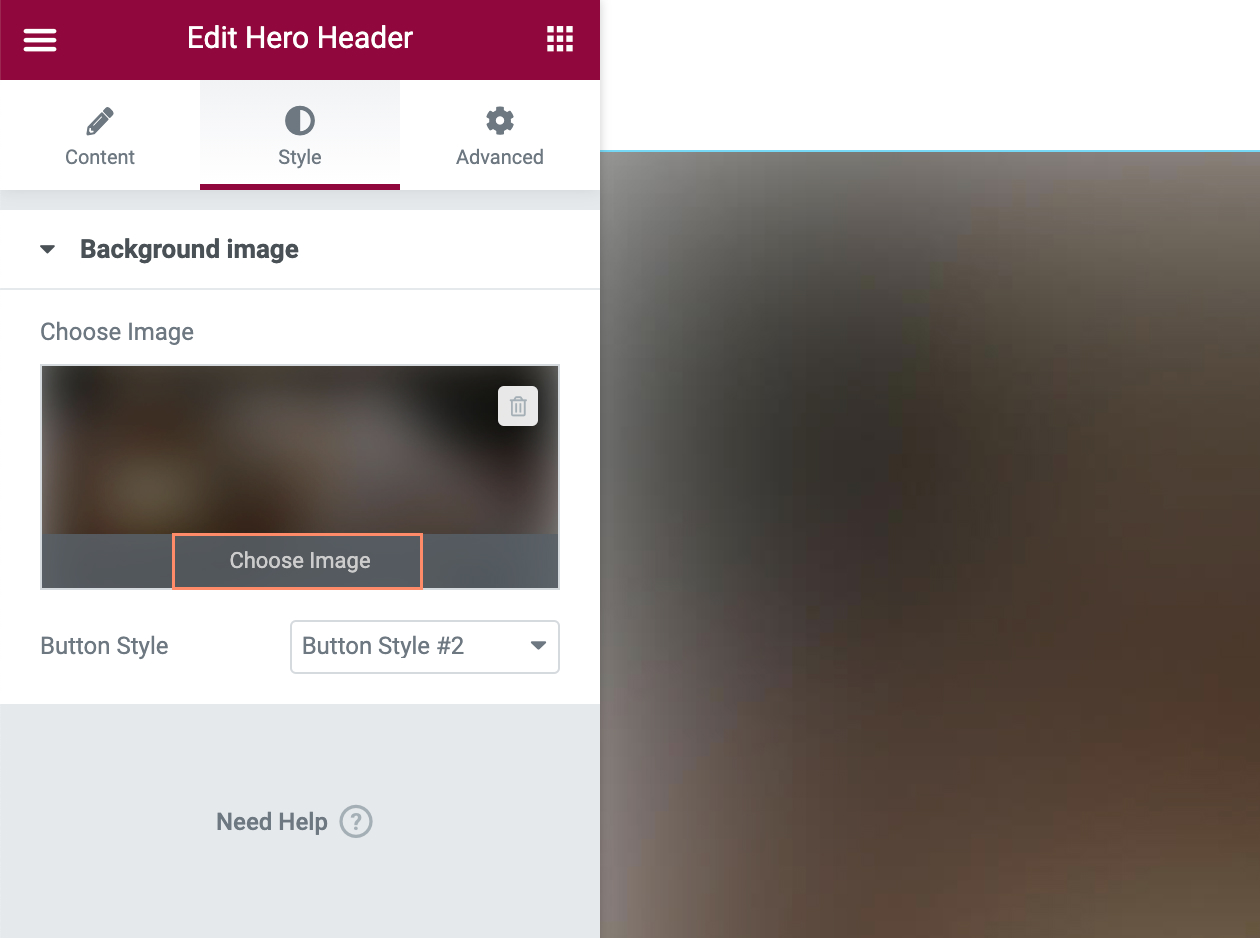 Edit Hero Header
Content
Style
Advanced
Background image
Choose Image
Choose Image
Button Style
Button Style #2
Need Help ?